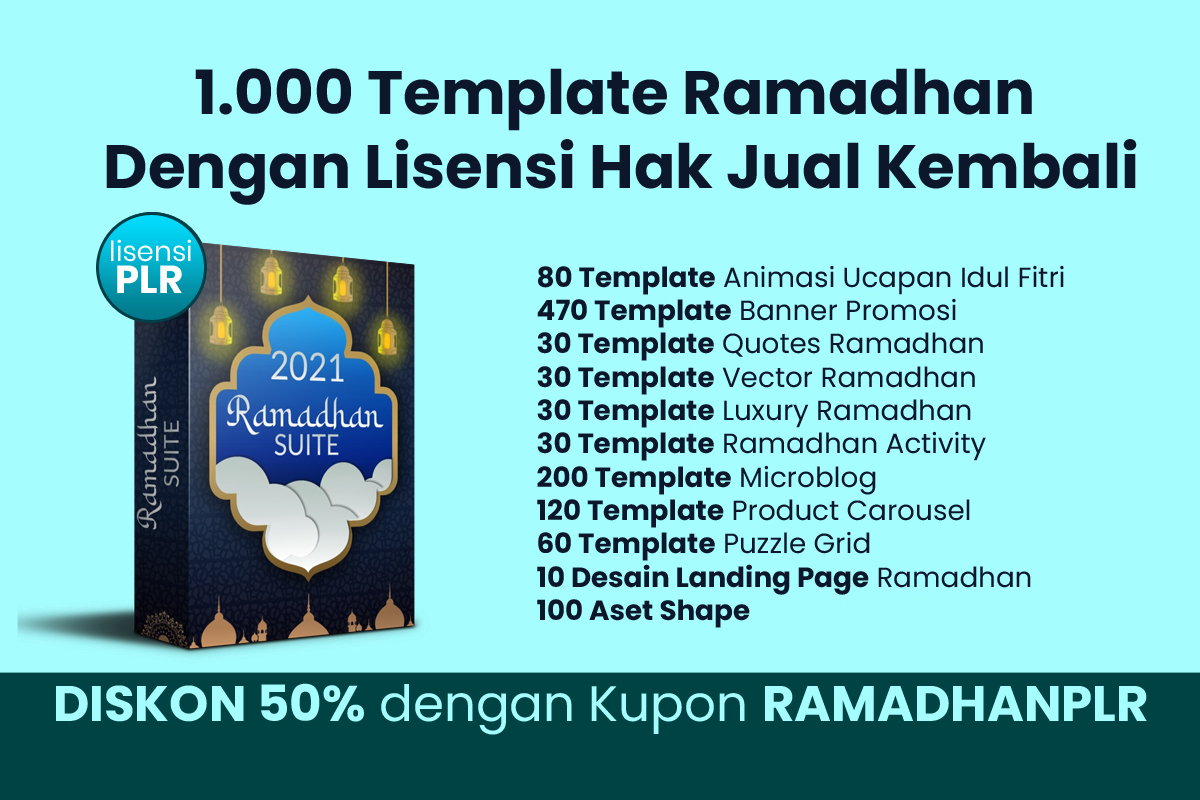 1.000 Template Ramadhan
Dengan Lisensi Hak Jual Kembali
lisensi
PLR
2021
Ramadhan
SUITE
Ramadhan
SUITE
80 Template Animasi Ucapan Idul Fitri
470 Template Banner Promosi
30 Template Quotes Ramadhan
30 Template Vector Ramadhan
30 Template Luxury Ramadhan
30 Template Ramadhan Activity
200 Template Microblog
120 Template Product Carousel
60 Template Puzzle Grid
10 Desain Landing Page Ramadhan
100 Aset Shape
DISKON 50% dengan Kupon RAMADHANPLR